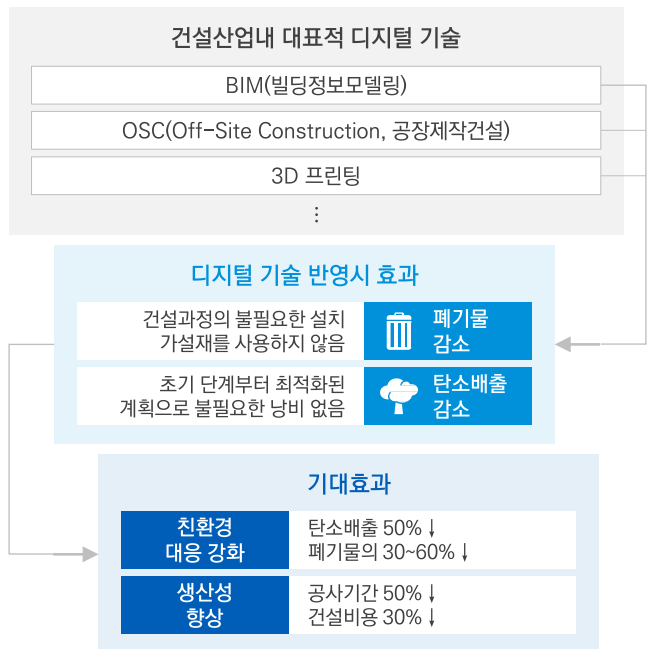 건설산업내 대표적 디지털 기술
BIM(빌딩정보모델링)
OSC(Off-Site Construction, 공장제작건설)
3D 프린팅
⋮
디지털 기술 반영시 효과
건설과정의 불필요한 설치
가설재를 사용하지 않음
폐기물
감소
초기 단계부터 최적화된
계획으로 불필요한 낭비 없음
탄소배출
감소
기대효과
친환경
대응 강화
탄소배출 50%↓
폐기물의 30~60%↓
생산성
향상
공사기간 50%↓
건설비용 30%↓